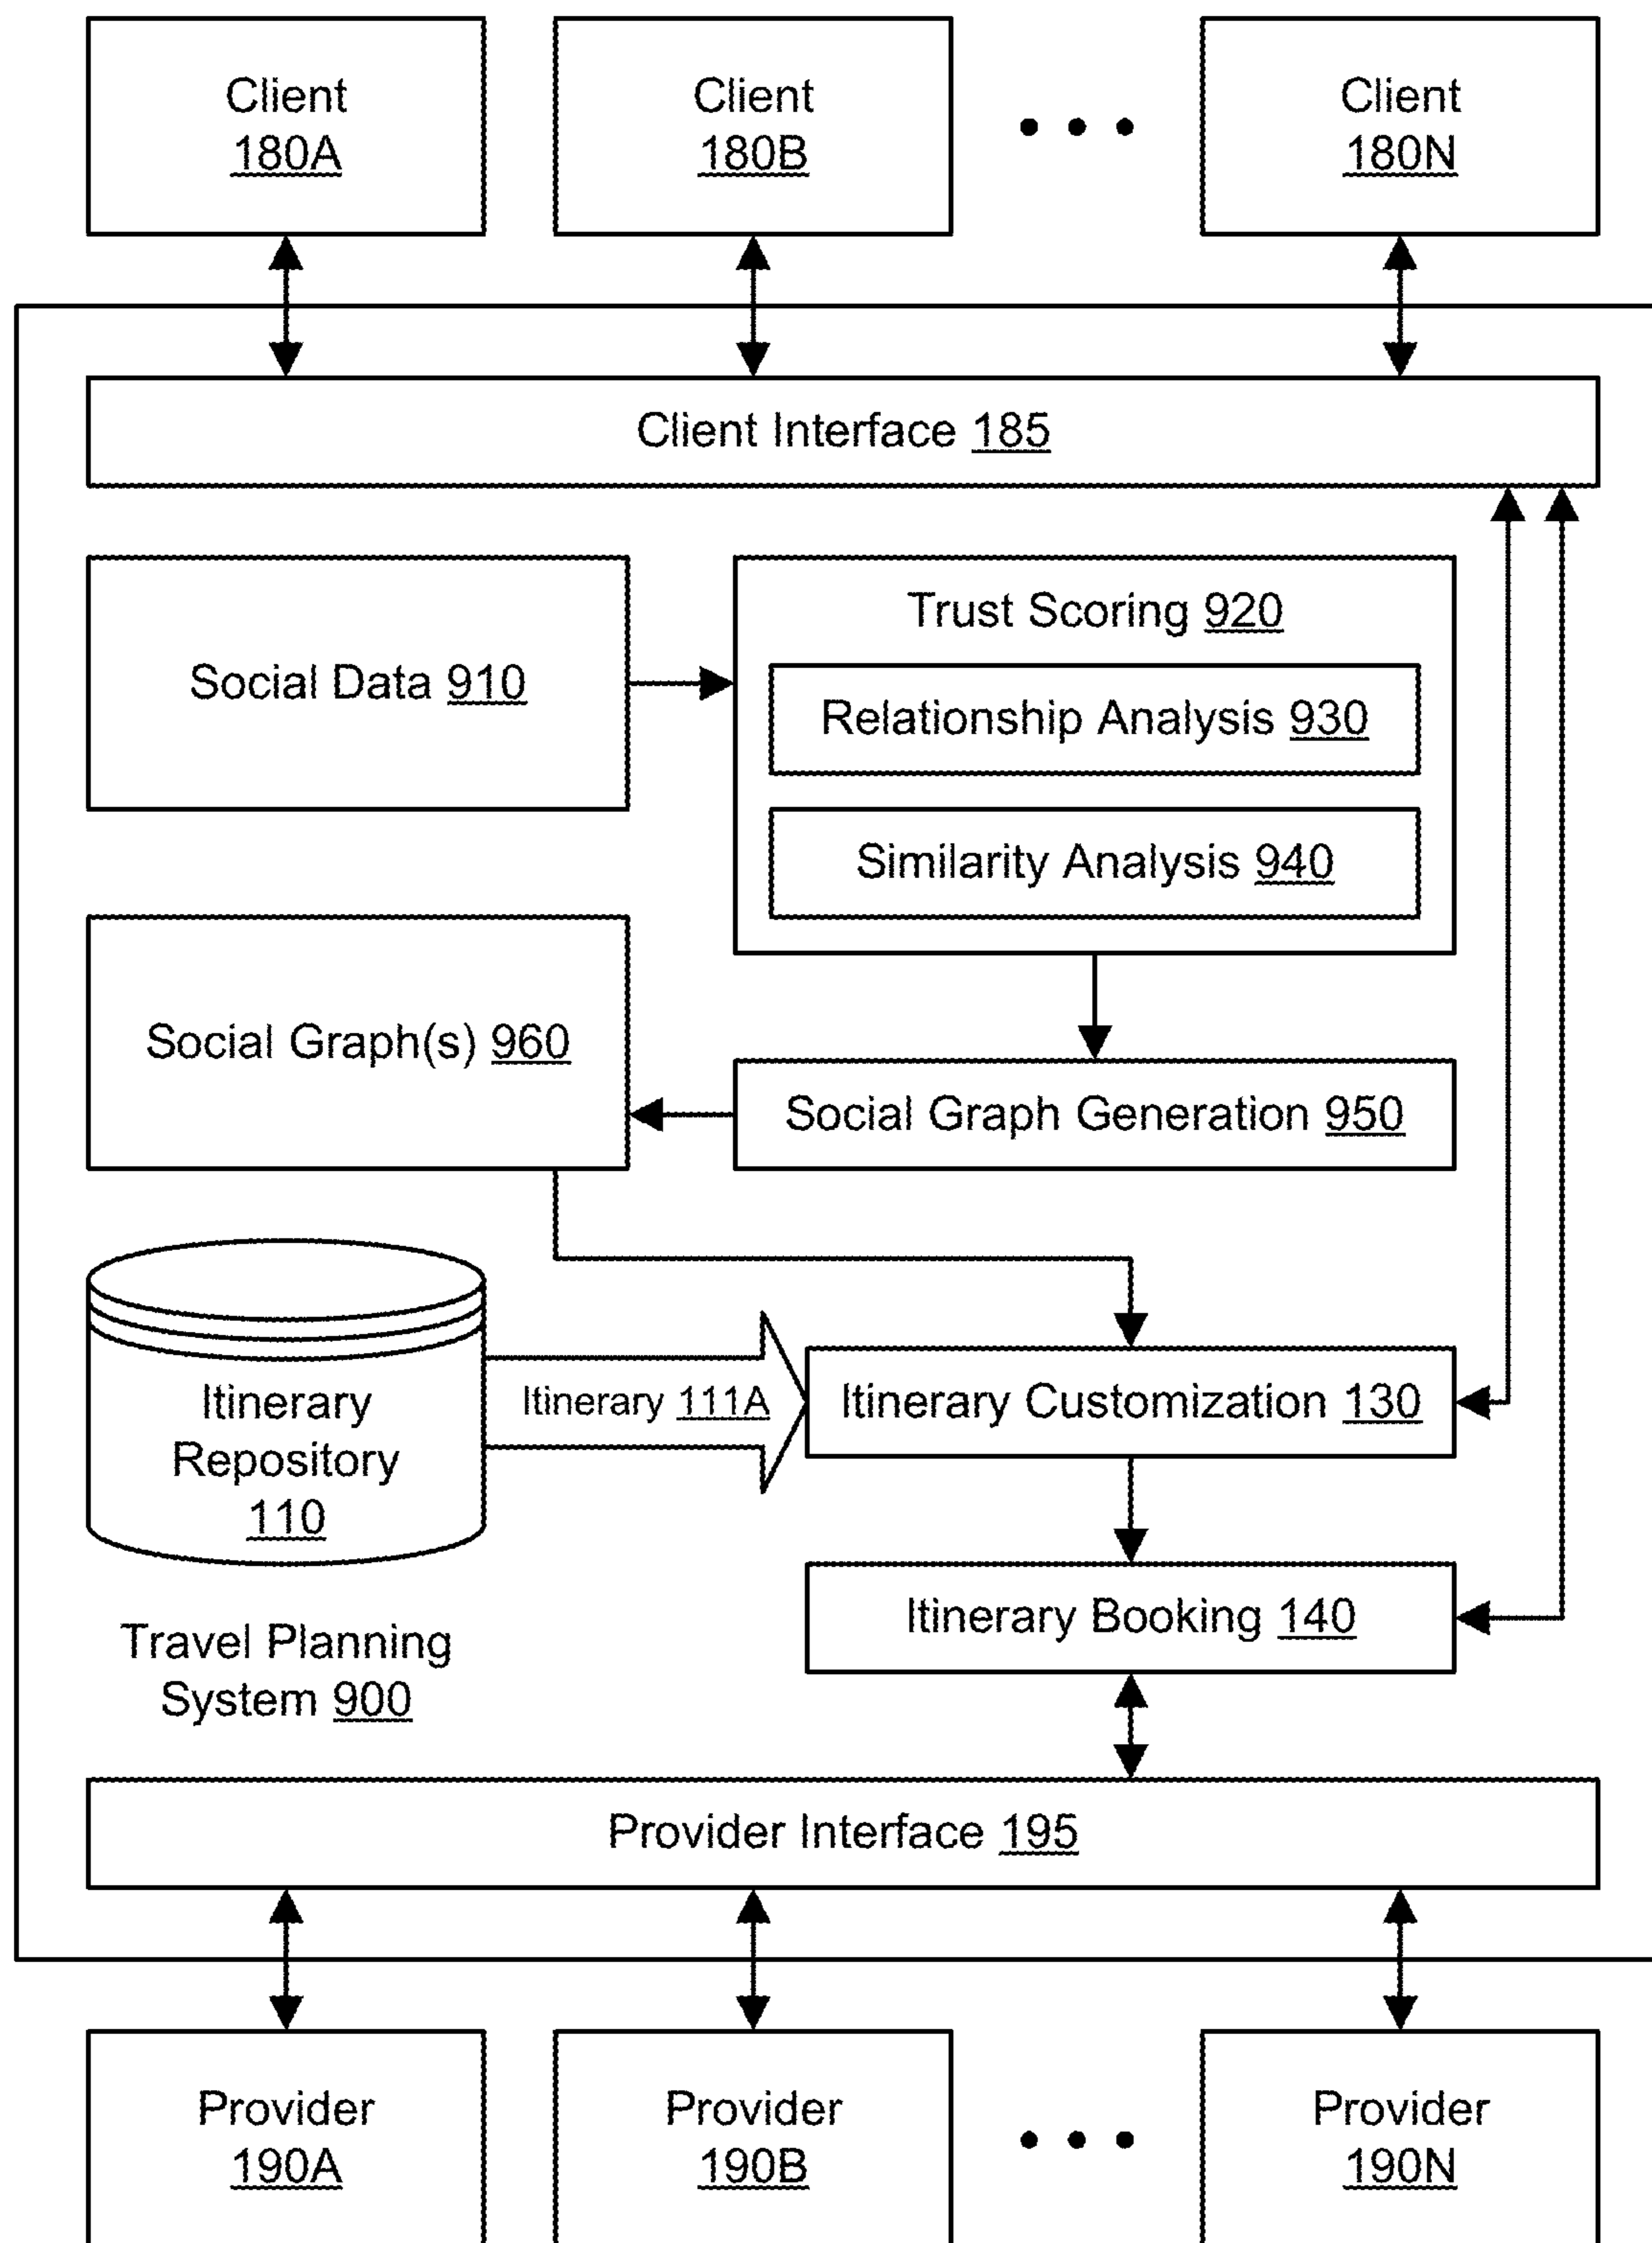 Client
180A
Client
180B
Client
180N
Client Interface 185
Social Data 910
Trust Scoring 920
Relationship Analysis 930
Similarity Analysis 940
Social Graph(s) 960
Social Graph Generation 950
Itinerary
Repository
110
Itinerary 111A
Itinerary Customization 130
Itinerary Booking 140
Travel Planning
System 900
Provider Interface 195
Provider
190A
Provider
190B
Provider
190N